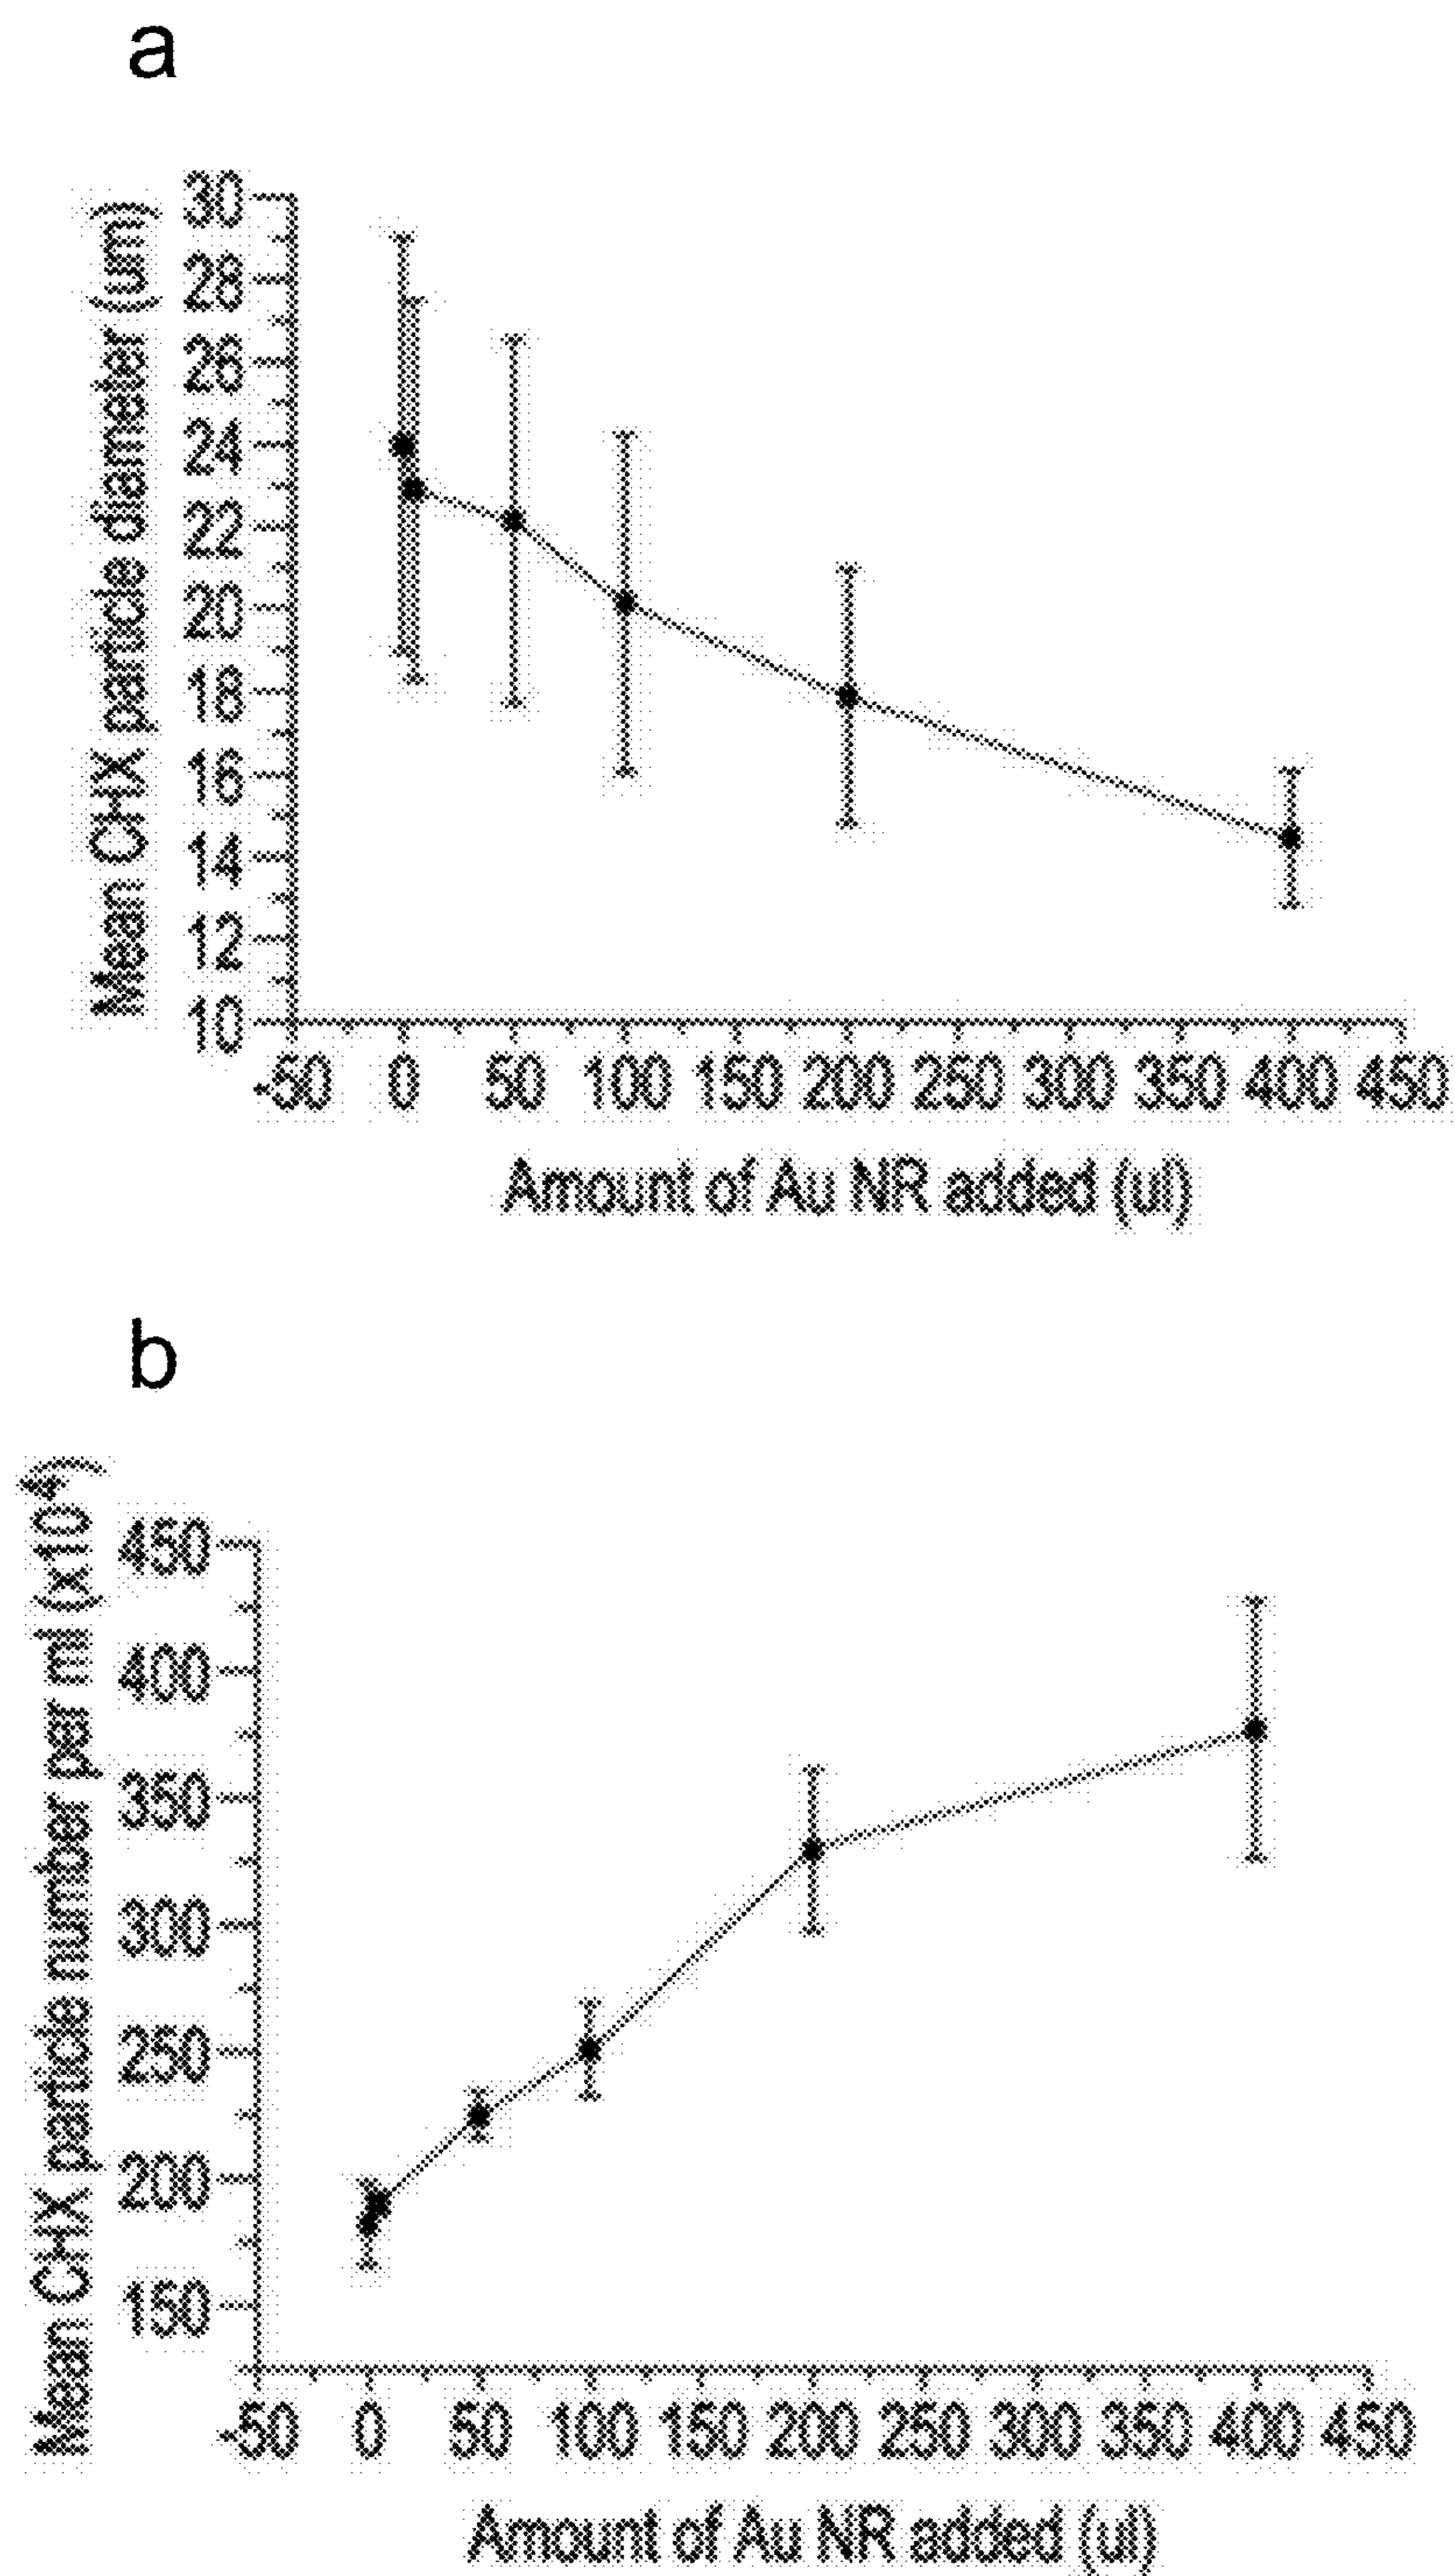 a
Mean CHX particle diameter (um)
30
28
26
24
22
20
18
16
14
12
10
-50 0 50 100 150 200 250 300 350 400 450
Amount of Au NR added (ul)
b
Mean CHX particle number per ml (x10⁴)
450
400
350
300
250
200
150
-50 0 50 100 150 200 250 300 350 400 450
Amount of Au NR added (ul)